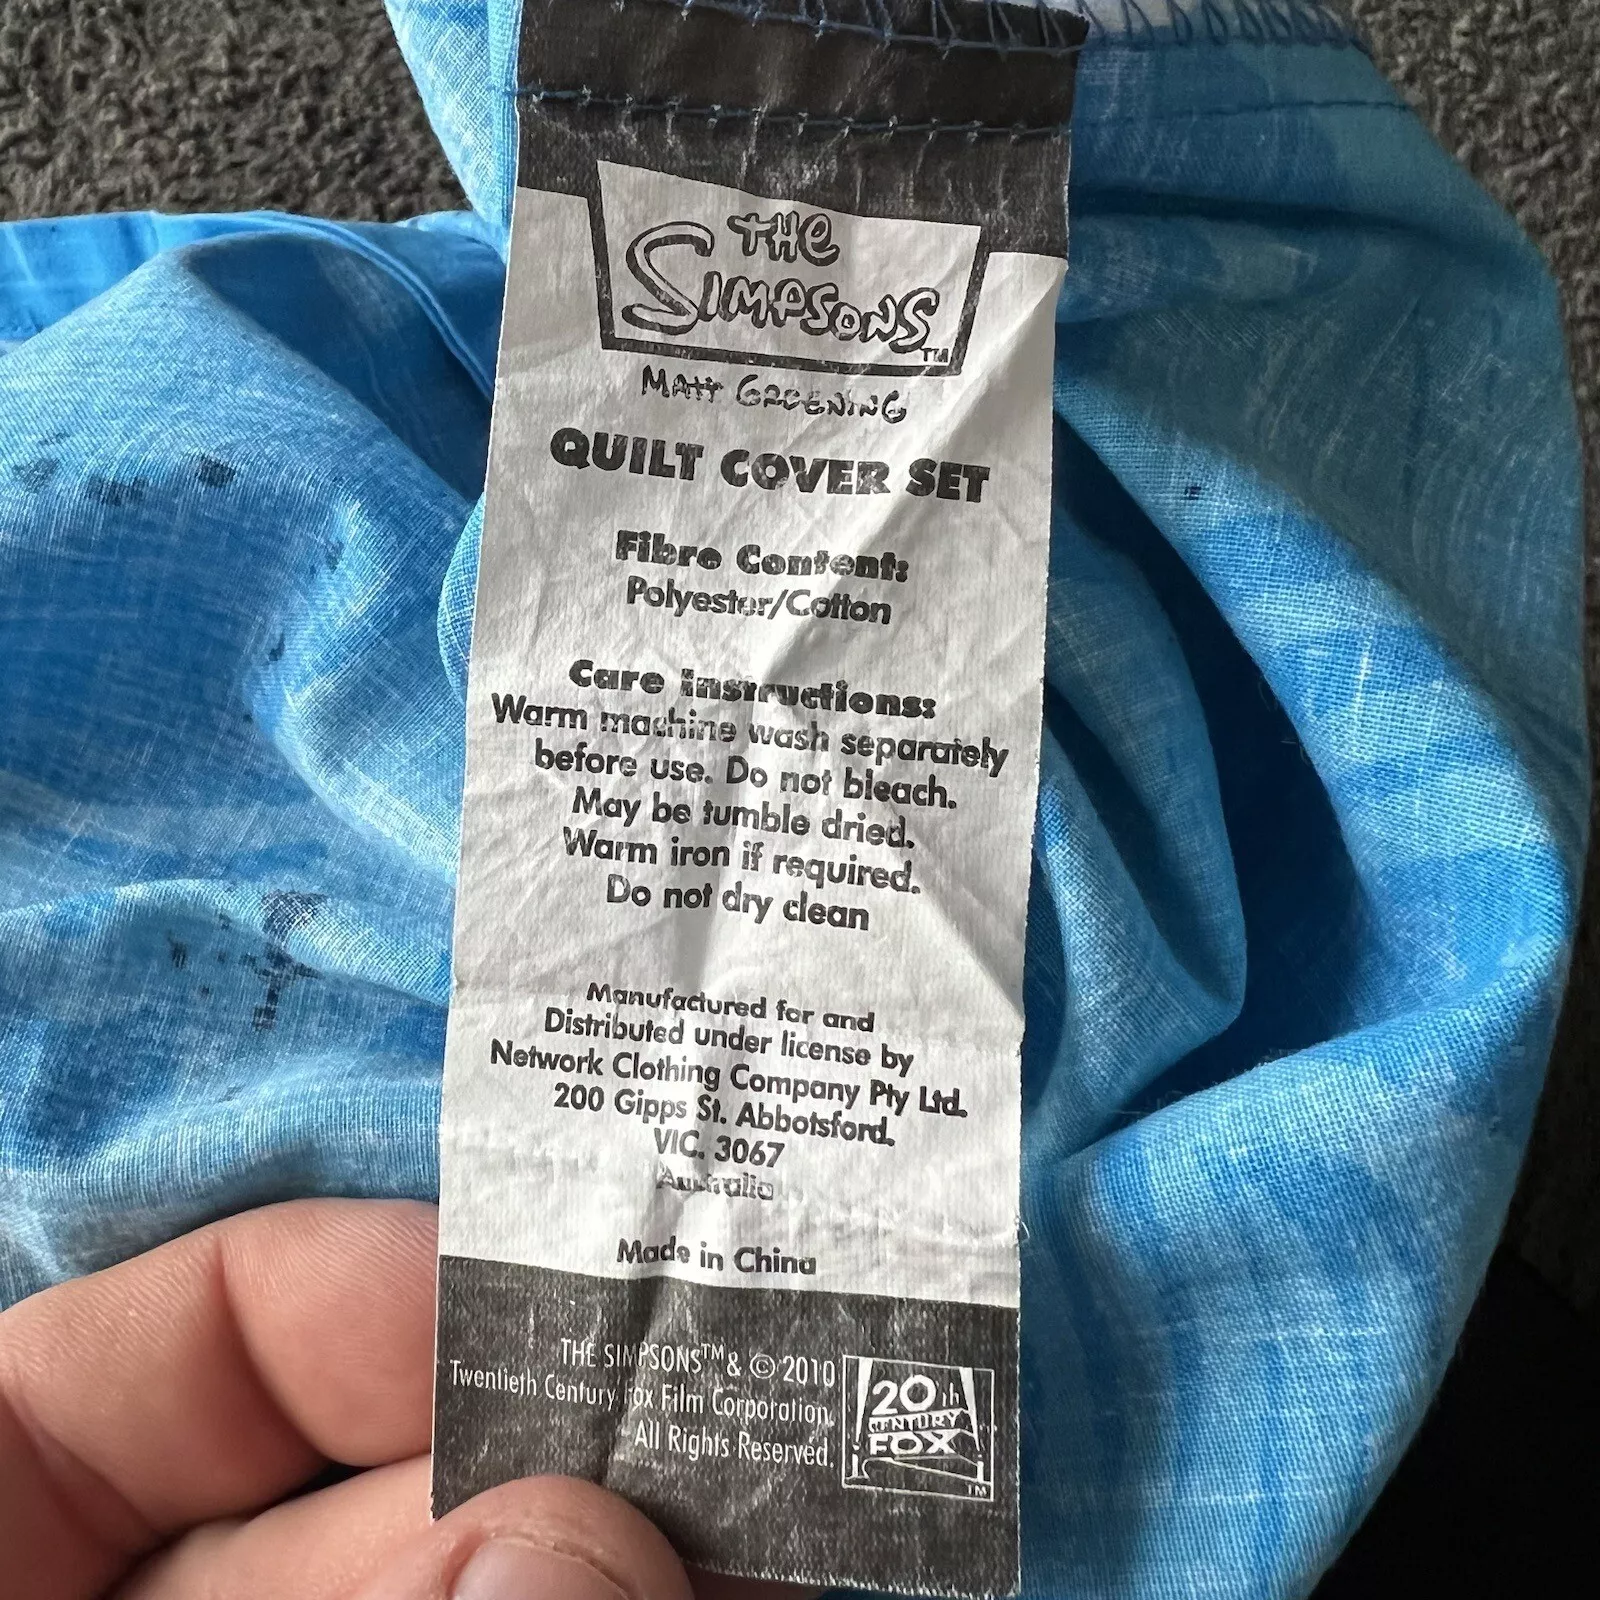 THE
SIMPSONS™
MATT GROENING
QUILT COVER SET
Fibre Content:
Polyester/Cotton
Care instructions:
Warm machine wash separately
before use. Do not bleach.
May be tumble dried.
Warm iron if required.
Do not dry clean
Manufactured for and
Distributed under license by
Network Clothing Company Pty Ltd.
200 Gipps St. Abbotsford.
VIC. 3067
Australia
Made in China
THE SIMPSONS™ & © 2010
Twentieth Century Fox Film Corporation.
All Rights Reserved.
20th
CENTURY
FOX
TM